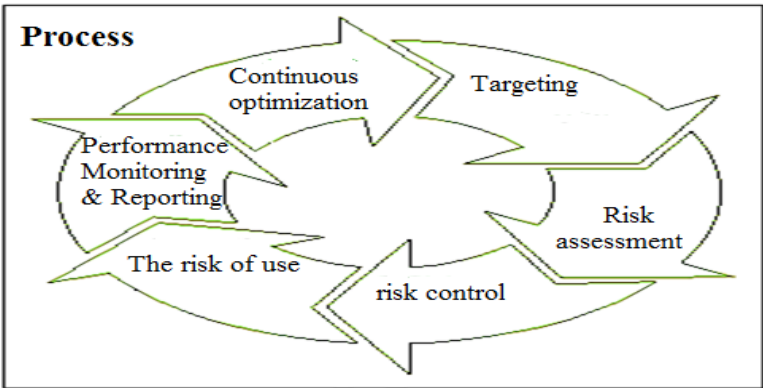 Process
Continuous
optimization
Targeting
Performance
Monitoring
& Reporting
Risk
assessment
The risk of use
risk control